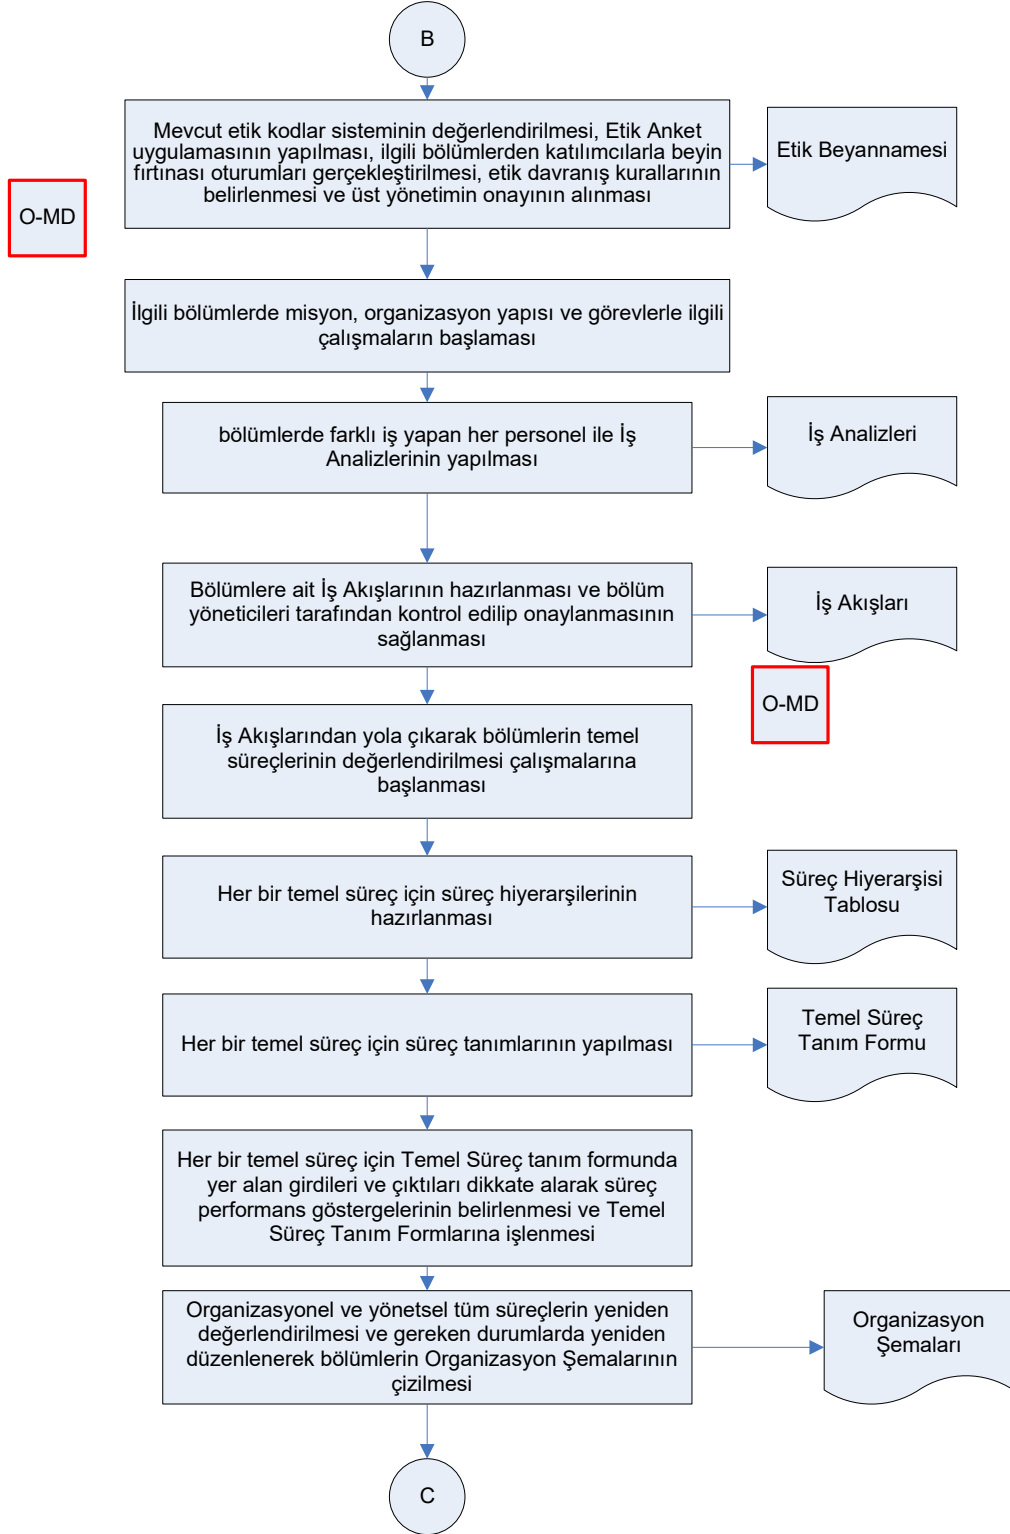 B
Mevcut etik kodlar sisteminin değerlendirilmesi, Etik Anket
uygulamasının yapılması, ilgili bölümlerden katılımcılarla beyin
fırtınası oturumları gerçekleştirilmesi, etik davranış kurallarının
belirlenmesi ve üst yönetimin onayının alınması
Etik Beyannamesi
O-MD
İlgili bölümlerde misyon, organizasyon yapısı ve görevlerle ilgili
çalışmaların başlaması
bölümlerde farklı iş yapan her personel ile İş
Analizlerinin yapılması
İş Analizleri
Bölümlere ait İş Akışlarının hazırlanması ve bölüm
yöneticileri tarafından kontrol edilip onaylanmasının
sağlanması
İş Akışları
O-MD
İş Akışlarından yola çıkarak bölümlerin temel
süreçlerinin değerlendirilmesi çalışmalarına
başlanması
Her bir temel süreç için süreç hiyerarşilerinin
hazırlanması
Süreç Hiyerarşisi
Tablosu
Her bir temel süreç için süreç tanımlarının yapılması
Temel Süreç
Tanım Formu
Her bir temel süreç için Temel Süreç tanım formunda
yer alan girdileri ve çıktıları dikkate alarak süreç
performans göstergelerinin belirlenmesi ve Temel
Süreç Tanım Formlarına işlenmesi
Organizasyonel ve yönetsel tüm süreçlerin yeniden
değerlendirilmesi ve gereken durumlarda yeniden
düzenlenerek bölümlerin Organizasyon Şemalarının
çizilmesi
Organizasyon
Şemaları
C